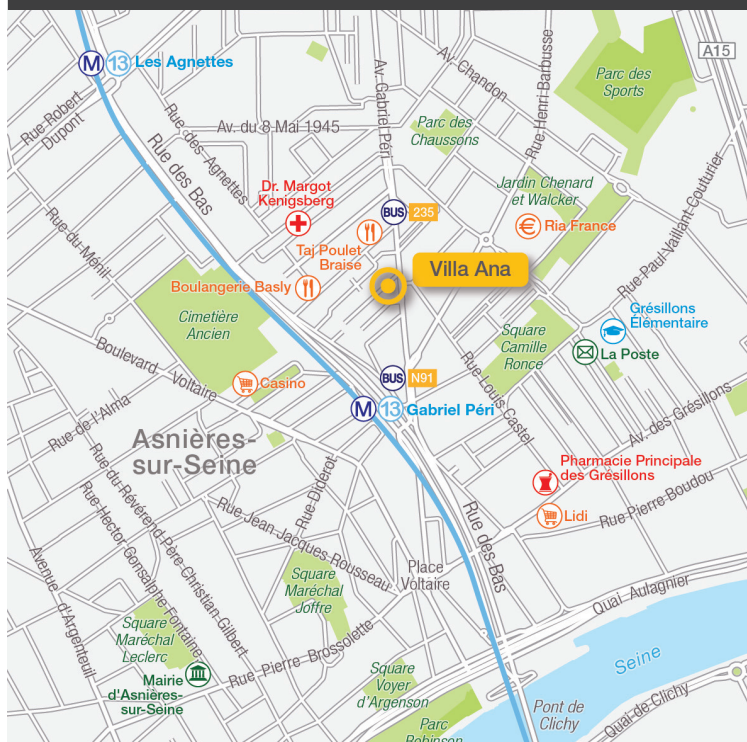 M 13 Les Agnettes
A15
Parc des
Sports
Av. Chandon
Rue-Henri-Barbusse
Av. Gabriel Péri
Rue-Robert
Dupont
Rue des Agnettes
Av. du 8 Mai 1945
Parc des
Chaussons
Rue des Bas
Dr. Margot
Kenigsberg
Jardin Chenard
et Walcker
BUS 235
Ria France
Rue-Paul-Vaillant-Couturier
Rue-du-Ménil
Taj Poulet
Braisé
Villa Ana
Boulangerie Basly
Cimetière
Ancien
Grésillons
Élémentaire
Square
Camille
Ronce
La Poste
Boulevard - Voltaire
BUS N91
Casino
Rue-Louis-Castel
M 13 Gabriel Péri
Rue-de-l'Alma
Asnières-
sur-Seine
Av.-des-Grésillons
Pharmacie Principale
des Grésillons
Rue-Diderot
Rue-du-Révérend-Père-Christian-Gilbert
Rue-Hector-Gonsalphe-Fontaine
Lidi
Rue-Pierre-Boudou
Rue Jean-Jacques-Rousseau
Rue des Bas
Place
Voltaire
Avenue - d'Argenteuil
Square
Maréchal
Joffre
Quai- Aulagnier
Square
Maréchal
Leclerc
Rue - Pierre - Brossolette
Seine
Mairie
d'Asnières-
sur-Seine
Square
Voyer
d'Argenson
Pont de
Clichy
Quai-de-Clichy
Parc
Robinson